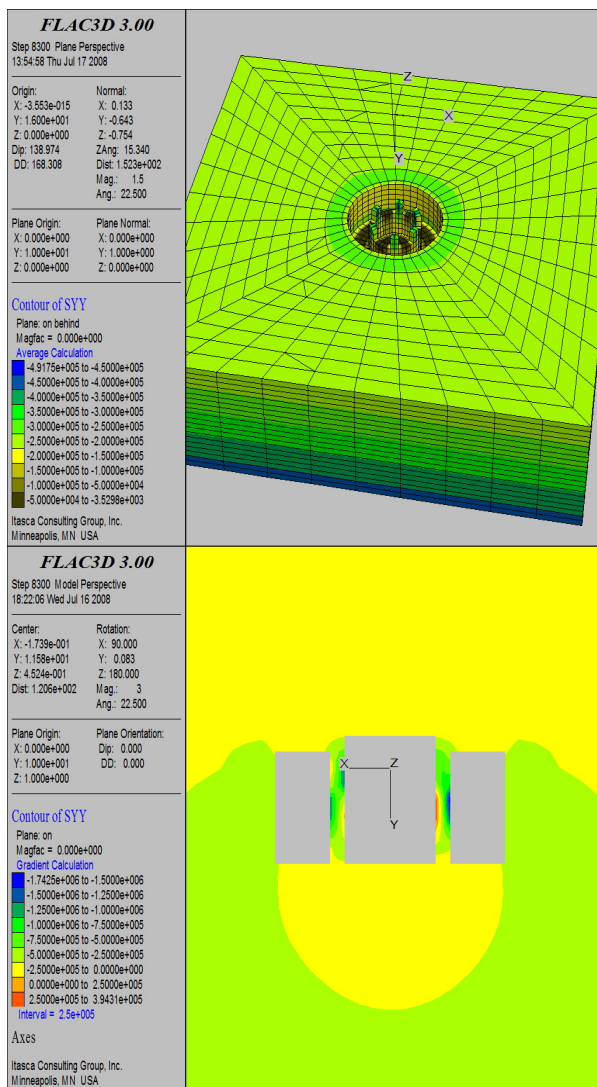 FLAC3D 3.00
Step 8300 Plane Perspective
13:54:58 Thu Jul 17 2008
Origin: Normal:
X: -3.553e-015 X: 0.133
Y: 1.600e+001 Y: -0.643
Z: 0.000e+000 Z: -0.754
Dip: 138.974 ZAng: 15.340
DD: 168.308 Dist: 1.523e+002
Mag.: 1.5
Ang.: 22.500
Plane Origin: Plane Normal:
X: 0.000e+000 X: 0.000e+000
Y: 1.000e+001 Y: 1.000e+000
Z: 0.000e+000 Z: 0.000e+000
Contour of SYY
Plane: on behind
Magfac = 0.000e+000
Average Calculation
-4.9175e+005 to -4.5000e+005
-4.5000e+005 to -4.0000e+005
-4.0000e+005 to -3.5000e+005
-3.5000e+005 to -3.0000e+005
-3.0000e+005 to -2.5000e+005
-2.5000e+005 to -2.0000e+005
-2.0000e+005 to -1.5000e+005
-1.5000e+005 to -1.0000e+005
-1.0000e+005 to -5.0000e+004
-5.0000e+004 to -3.5298e+003
Itasca Consulting Group, Inc.
Minneapolis, MN USA
Z
X
Y
FLAC3D 3.00
Step 8300 Model Perspective
18:22:06 Wed Jul 16 2008
Center: Rotation:
X: -1.739e-001 X: 90.000
Y: 1.158e+001 Y: 0.083
Z: 4.524e-001 Z: 180.000
Dist: 1.206e+002 Mag.: 3
Ang.: 22.500
Plane Origin: Plane Orientation:
X: 0.000e+000 Dip: 0.000
Y: 1.000e+001 DD: 0.000
Z: 1.000e+000
Contour of SYY
Plane: on
Magfac = 0.000e+000
Gradient Calculation
-1.7425e+006 to -1.5000e+006
-1.5000e+006 to -1.2500e+006
-1.2500e+006 to -1.0000e+006
-1.0000e+006 to -7.5000e+005
-7.5000e+005 to -5.0000e+005
-5.0000e+005 to -2.5000e+005
-2.5000e+005 to 0.0000e+000
0.0000e+000 to 2.5000e+005
2.5000e+005 to 3.9431e+005
Interval = 2.5e+005
Axes
Itasca Consulting Group, Inc.
Minneapolis, MN USA
X Z
Y